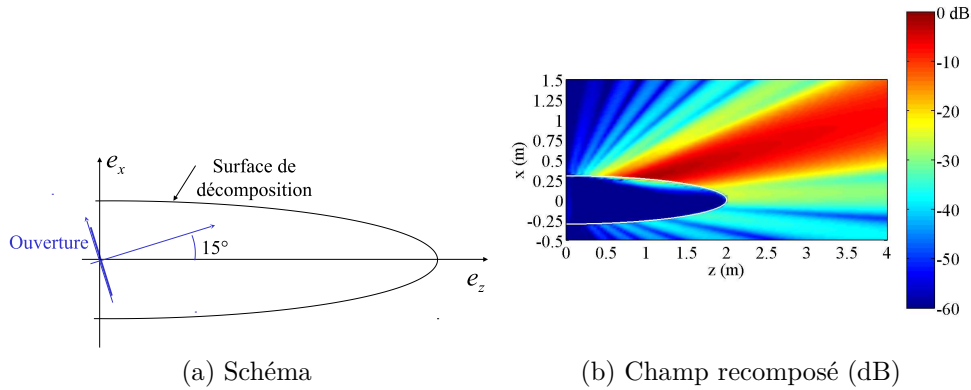 e_x
Surface de
décomposition
Ouverture
15°
e_z
(a) Schéma
0 dB
-10
-20
-30
-40
-50
-60
1.5
1.25
1
0.75
0.5
0.25
0
-0.25
-0.5
x (m)
0 0.5 1 1.5 2 2.5 3 3.5 4
z (m)
(b) Champ recomposé (dB)